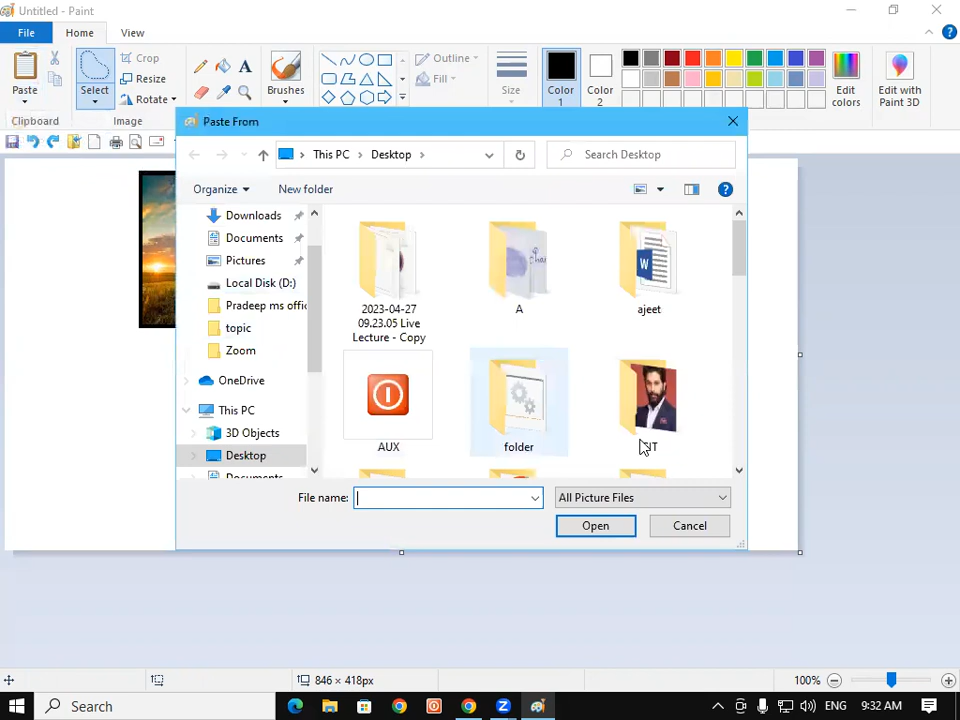 Untitled - Paint
File Home View
Paste
Clipboard
Select
Crop
Resize
Rotate
Image
Brushes
Outline
Fill
Size
Color 1
Color 2
Edit colors
Edit with Paint 3D
Paste From
This PC > Desktop >
Search Desktop
Organize New folder
Downloads
Documents
Pictures
Local Disk (D:)
Pradeep ms offi
topic
Zoom
OneDrive
This PC
3D Objects
Desktop
Documents
2023-04-27
09.23.05 Live
Lecture - Copy
A
ajeet
AUX
folder
File name:
All Picture Files
Open Cancel
846 × 418px
100%
Search
ENG 9:32 AM